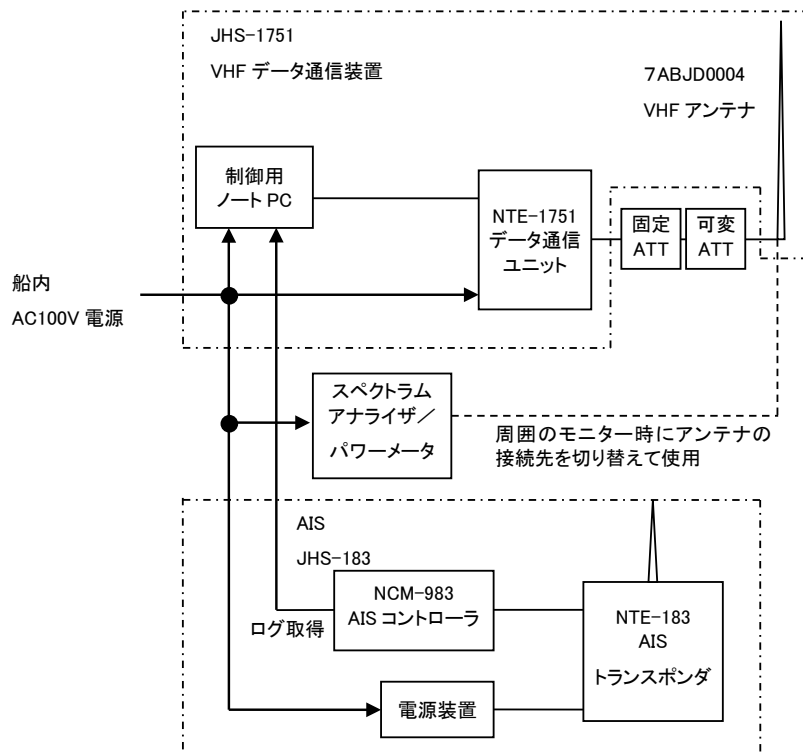 JHS-1751
VHF データ通信装置
7ABJD0004
VHF アンテナ
制御用
ノート PC
NTE-1751
データ通信
ユニット
固定
ATT
可変
ATT
船内
AC100V 電源
スペクトラム
アナライザ／
パワーメータ
周囲のモニター時にアンテナの
接続先を切り替えて使用
AIS
JHS-183
NCM-983
AIS コントローラ
ログ取得
NTE-183
AIS
トランスポンダ
電源装置